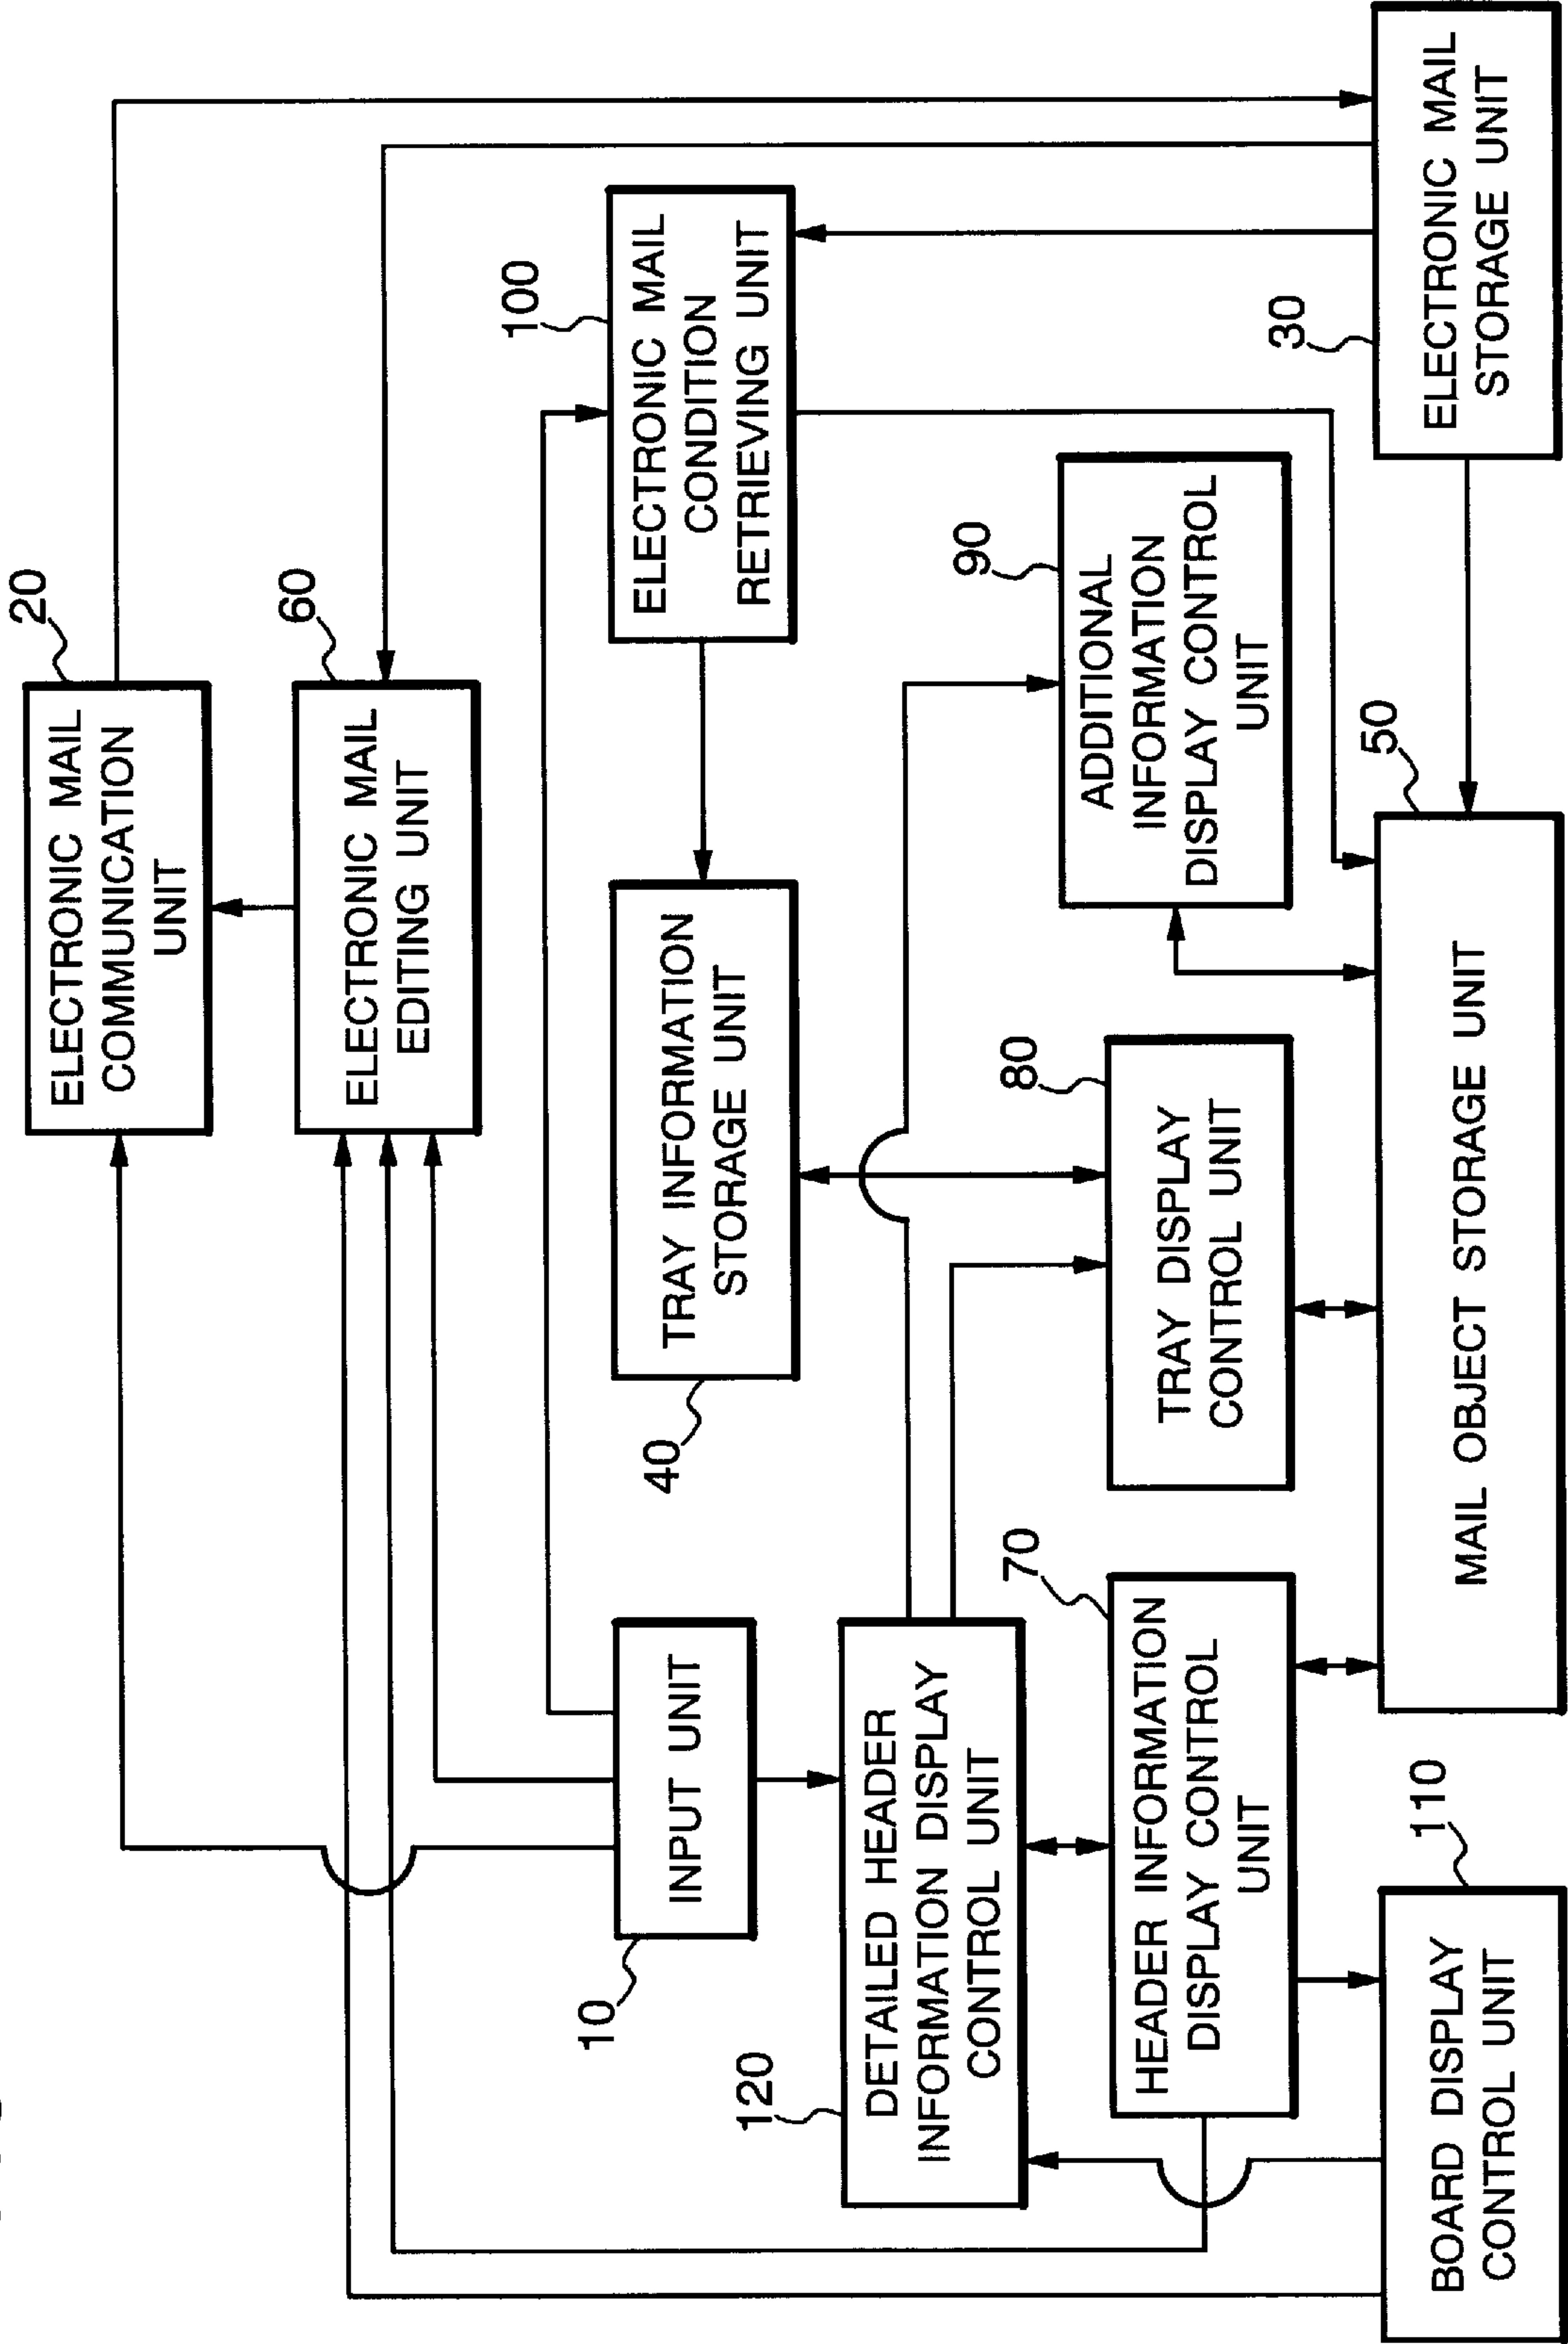 20
ELECTRONIC MAIL
COMMUNICATION
UNIT
60
ELECTRONIC MAIL
EDITING UNIT
100
ELECTRONIC MAIL
CONDITION
RETRIEVING UNIT
TRAY INFORMATION
STORAGE UNIT
40
INPUT UNIT
10
120
DETAILED HEADER
INFORMATION DISPLAY
CONTROL UNIT
70
HEADER INFORMATION
DISPLAY CONTROL
UNIT
80
TRAY DISPLAY
CONTROL UNIT
90
ADDITIONAL
INFORMATION
DISPLAY CONTROL
UNIT
110
BOARD DISPLAY
CONTROL UNIT
50
MAIL OBJECT STORAGE UNIT
30
ELECTRONIC MAIL
STORAGE UNIT